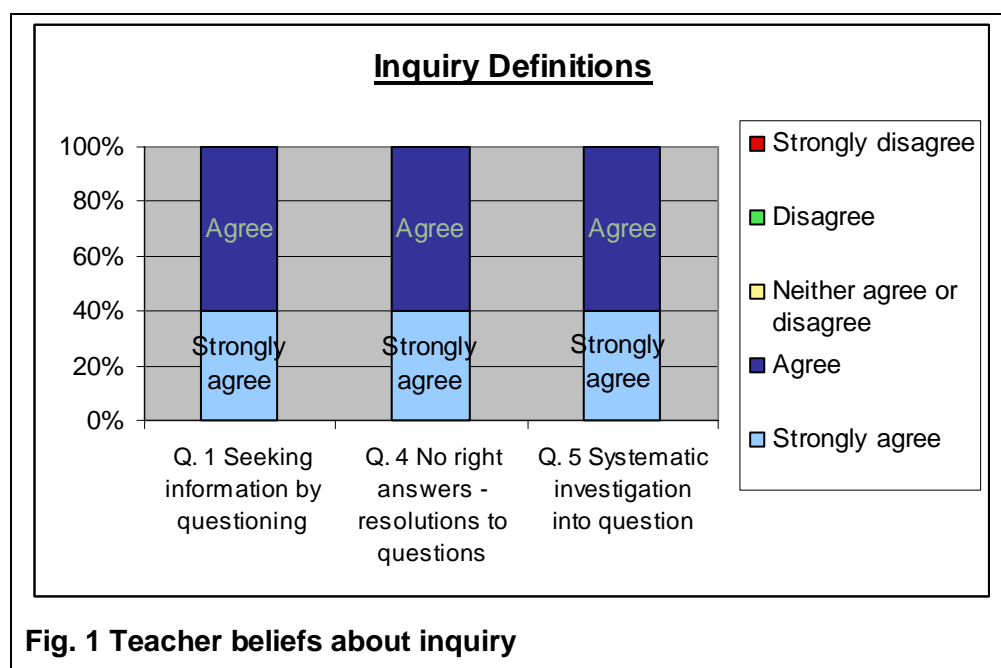 Inquiry Definitions
100%
80%
60%
40%
20%
0%
Agree
Agree
Agree
Strongly
agree
Strongly
agree
Strongly
agree
Q. 1 Seeking
information by
questioning
Q. 4 No right
answers -
resolutions to
questions
Q. 5 Systematic
investigation
into question
Strongly disagree
Disagree
Neither agree or
disagree
Agree
Strongly agree
Fig. 1 Teacher beliefs about inquiry